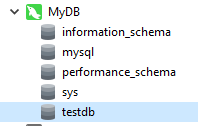 MyDB
information_schema
mysql
performance_schema
sys
testdb